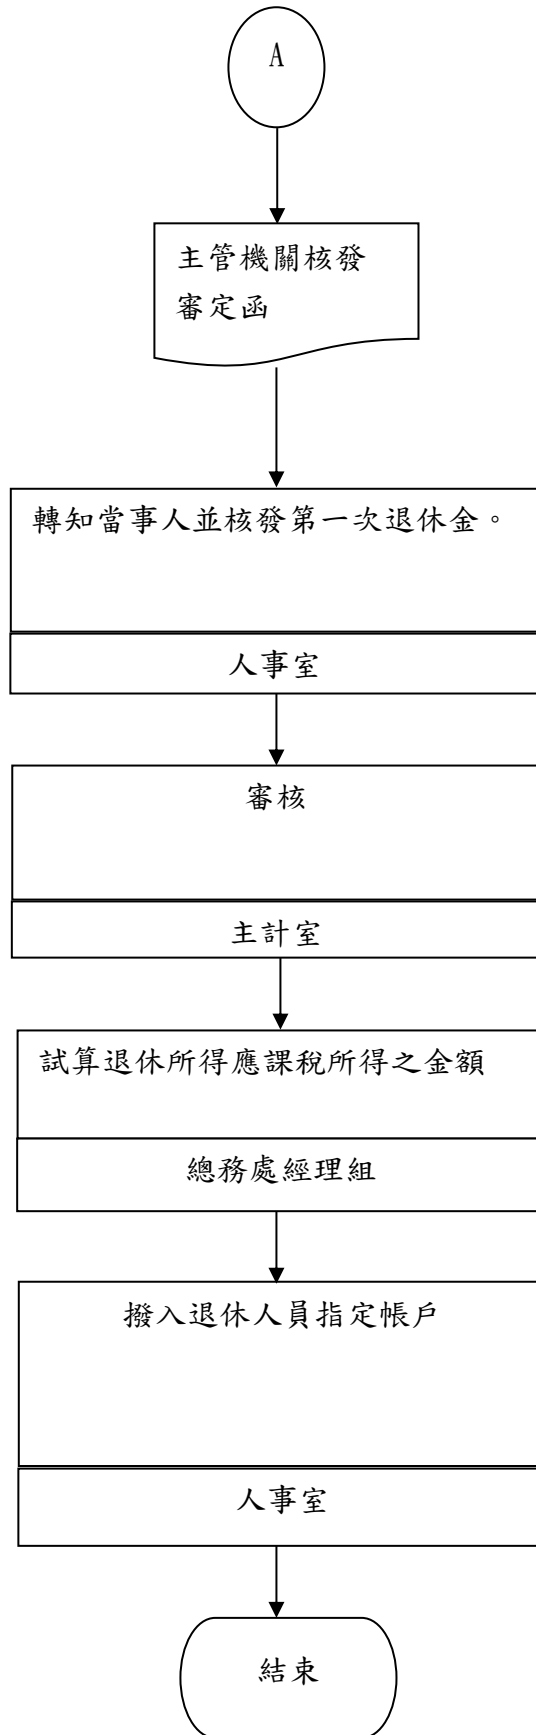 A
主管機關核發
審定函
轉知當事人並核發第一次退休金。
人事室
審核
主計室
試算退休所得應課稅所得之金額
總務處經理組
撥入退休人員指定帳戶
人事室
結束